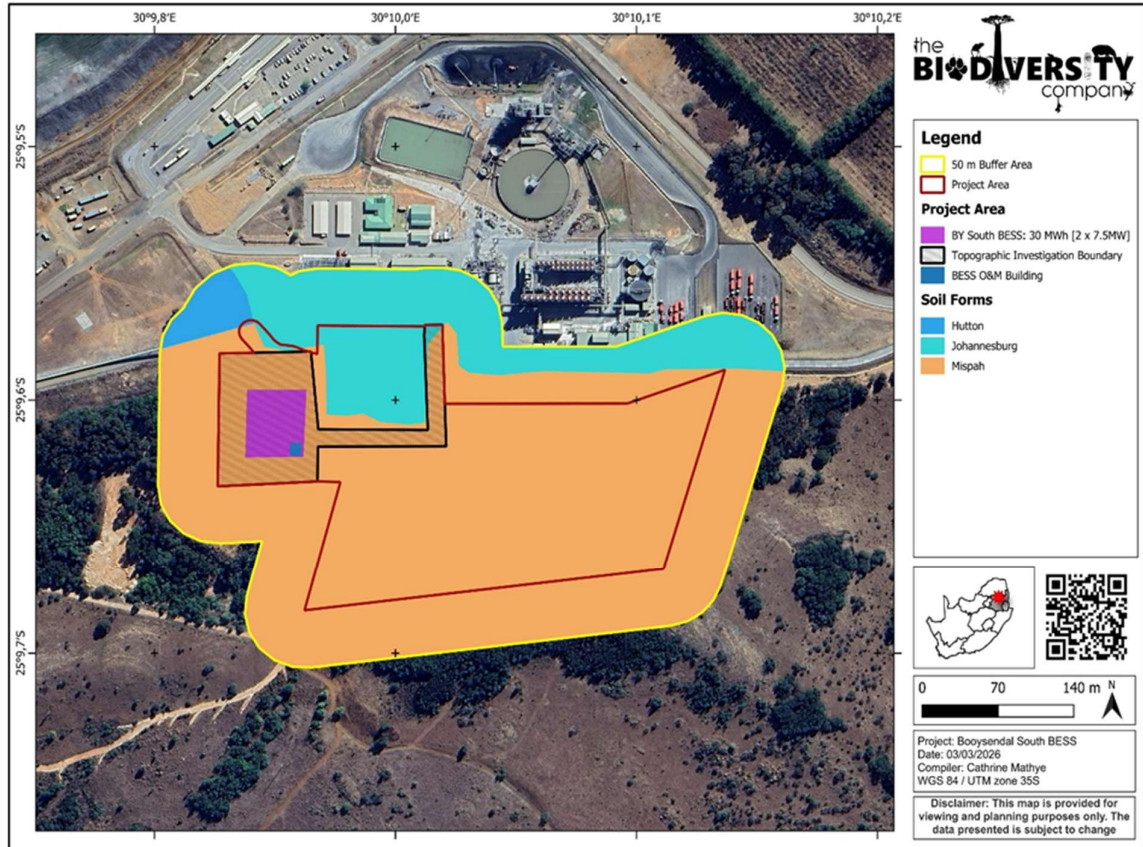 30°9,8'E 30°10,0'E 30°10,1'E 30°10,2'E
25°9,5'S
25°9,6'S
25°9,7'S
the
BIODIVERSITY
company
Legend
50 m Buffer Area
Project Area
Project Area
BY South BESS: 30 MWh [2 x 7.5MW]
Topographic Investigation Boundary
BESS O&M Building
Soil Forms
Hutton
Johannesburg
Mispah
0 70 140 m N
Project: Booysendal South BESS
Date: 03/03/2026
Compiler: Cathrine Mathye
WGS 84 / UTM zone 35S
Disclaimer: This map is provided for
viewing and planning purposes only. The
data presented is subject to change